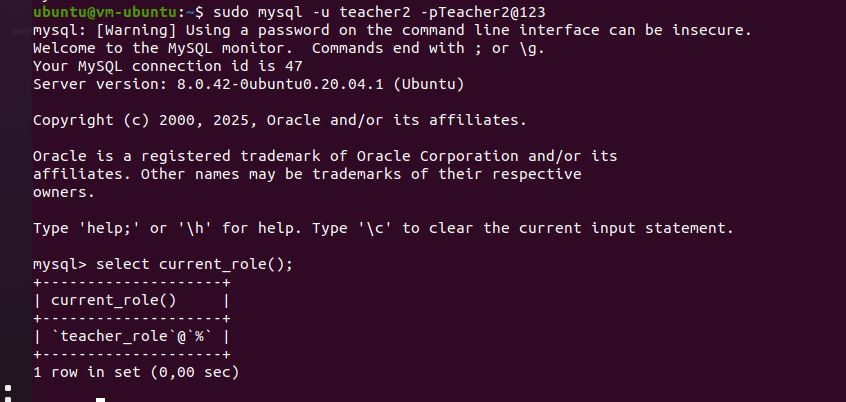 ubuntu@vm-ubuntu:~$ sudo mysql -u teacher2 -pTeacher2@123
mysql: [Warning] Using a password on the command line interface can be insecure.
Welcome to the MySQL monitor.  Commands end with ; or \g.
Your MySQL connection id is 47
Server version: 8.0.42-0ubuntu0.20.04.1 (Ubuntu)

Copyright (c) 2000, 2025, Oracle and/or its affiliates.

Oracle is a registered trademark of Oracle Corporation and/or its
affiliates. Other names may be trademarks of their respective
owners.

Type 'help;' or '\h' for help. Type '\c' to clear the current input statement.

mysql> select current_role();
+--------------------+
| current_role()     |
+--------------------+
| `teacher_role`@`%` |
+--------------------+
1 row in set (0,00 sec)